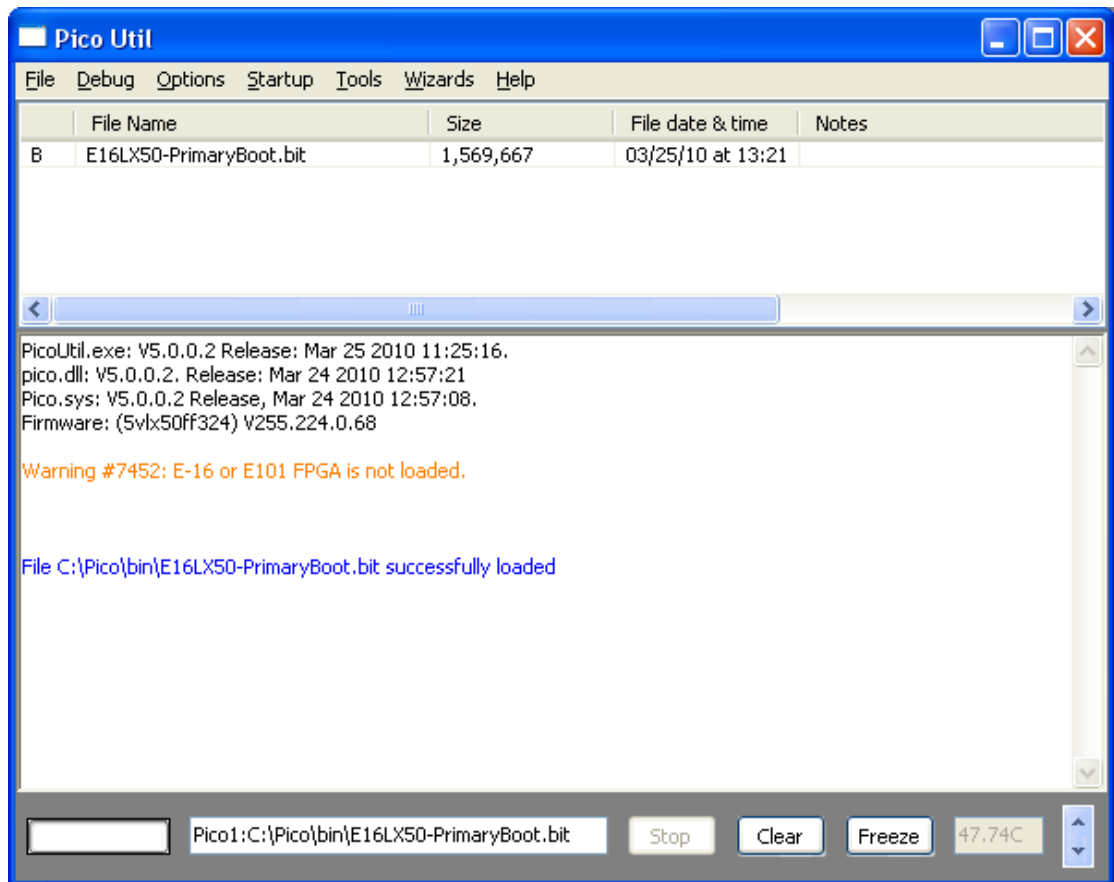 Pico Util
File Debug Options Startup Tools Wizards Help
File Name Size File date & time Notes
B E16LX50-PrimaryBoot.bit 1,569,667 03/25/10 at 13:21
PicoUtil.exe: V5.0.0.2 Release: Mar 25 2010 11:25:16.
pico.dll: V5.0.0.2. Release: Mar 24 2010 12:57:21
Pico.sys: V5.0.0.2 Release, Mar 24 2010 12:57:08.
Firmware: (5vlx50ff324) V255.224.0.68
Warning #7452: E-16 or E101 FPGA is not loaded.
File C:\Pico\bin\E16LX50-PrimaryBoot.bit successfully loaded
Pico1:C:\Pico\bin\E16LX50-PrimaryBoot.bit Stop Clear Freeze 47.74C